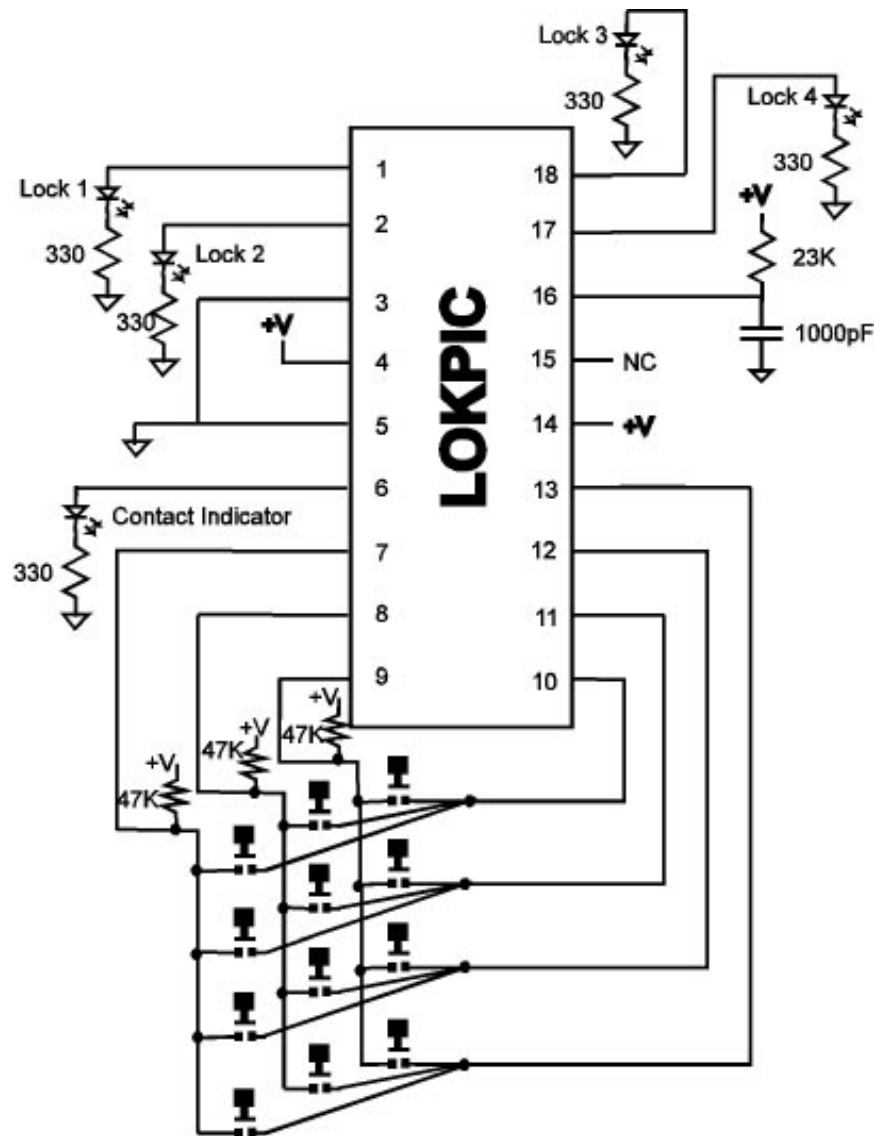 Lock 3
330
Lock 4
330
+V
23K
1000pF
Lock 1
330
Lock 2
330
+V
1
2
3
4
5
6
7
8
9
LOKPIC
18
17
16
15
14
13
12
11
10
NC
+V
Contact Indicator
330
+V
47K
+V
47K
+V
47K